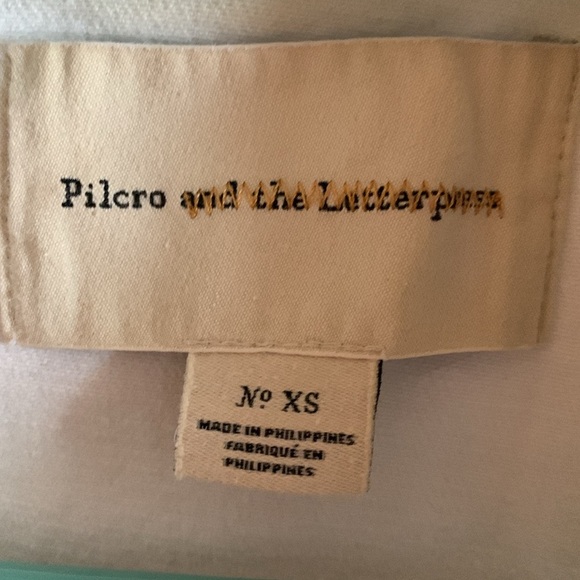 Pilcro and the Letterpress
Nº XS
MADE IN PHILIPPINES
FABRIQUÉ EN
PHILIPPINES